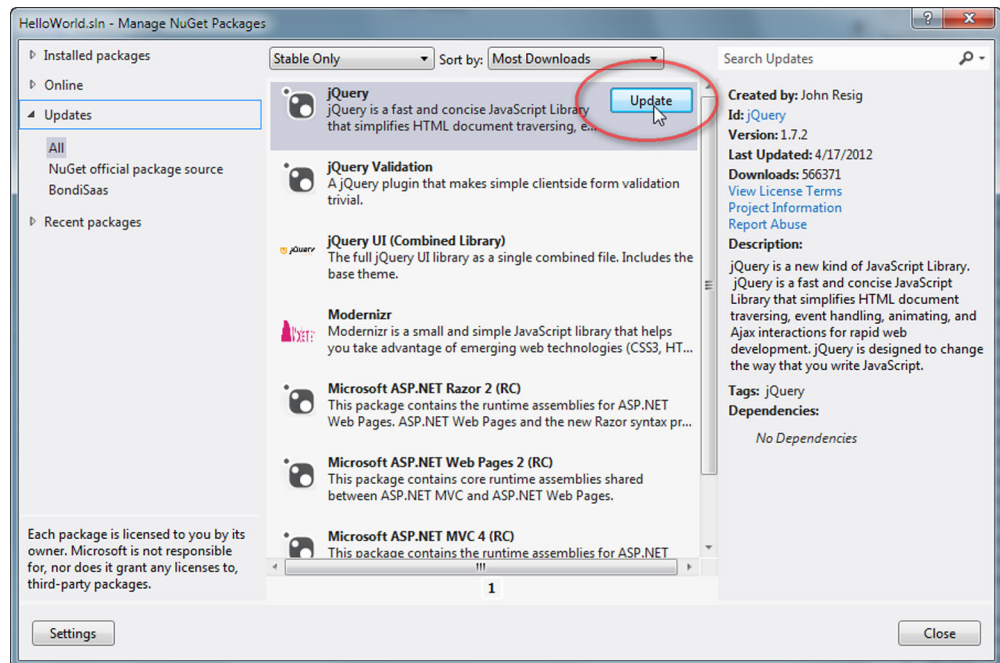 HelloWorld.sln - Manage NuGet Packages
Installed packages
Online
Updates
All
NuGet official package source
BondiSaas
Recent packages
Each package is licensed to you by its
owner. Microsoft is not responsible
for, nor does it grant any licenses to,
third-party packages.
Settings
Stable Only
Sort by: Most Downloads
jQuery
Update
jQuery is a fast and concise JavaScript Library
that simplifies HTML document traversing, e...
jQuery Validation
A jQuery plugin that makes simple clientside form validation
trivial.
jQuery UI (Combined Library)
The full jQuery UI library as a single combined file. Includes the
base theme.
Modernizr
Modernizr is a small and simple JavaScript library that helps
you take advantage of emerging web technologies (CSS3, HT...
Microsoft ASP.NET Razor 2 (RC)
This package contains the runtime assemblies for ASP.NET
Web Pages. ASP.NET Web Pages and the new Razor syntax pr...
Microsoft ASP.NET Web Pages 2 (RC)
This package contains core runtime assemblies shared
between ASP.NET MVC and ASP.NET Web Pages.
Microsoft ASP.NET MVC 4 (RC)
This package contains the runtime assemblies for ASP.NET
1
Search Updates
Created by: John Resig
Id: jQuery
Version: 1.7.2
Last Updated: 4/17/2012
Downloads: 566371
View License Terms
Project Information
Report Abuse
Description:
jQuery is a new kind of JavaScript Library.
jQuery is a fast and concise JavaScript
Library that simplifies HTML document
traversing, event handling, animating, and
Ajax interactions for rapid web
development. jQuery is designed to change
the way that you write JavaScript.
Tags: jQuery
Dependencies:
No Dependencies
Close